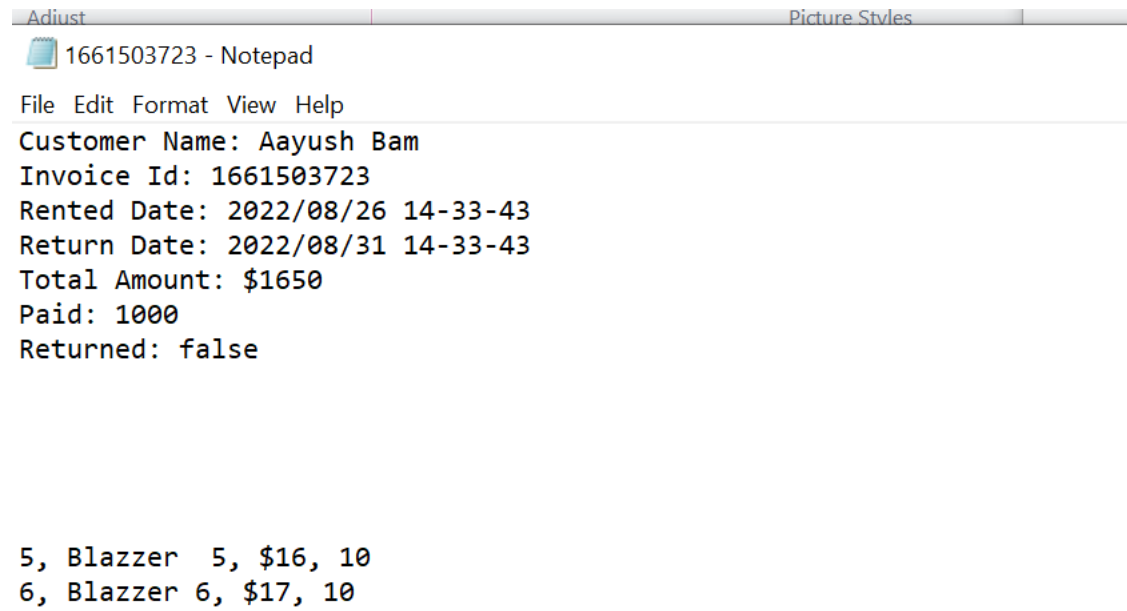 Adjust Picture Styles
1661503723 - Notepad
File Edit Format View Help
Customer Name: Aayush Bam
Invoice Id: 1661503723
Rented Date: 2022/08/26 14-33-43
Return Date: 2022/08/31 14-33-43
Total Amount: $1650
Paid: 1000
Returned: false
5, Blazzer  5, $16, 10
6, Blazzer 6, $17, 10